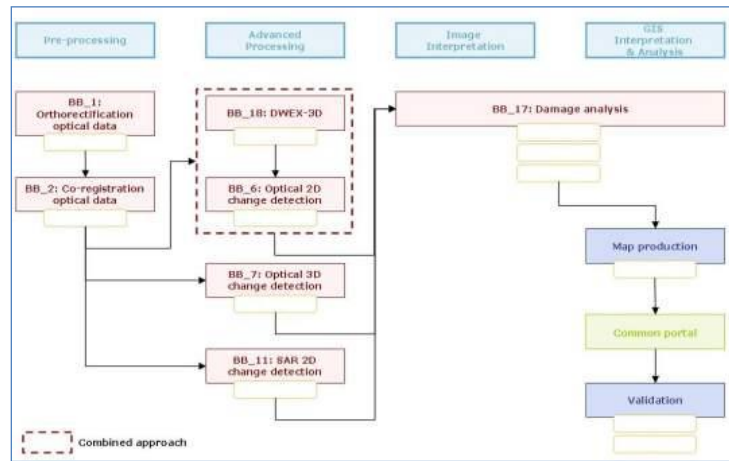 Pre-processing
Advanced
Processing
Image
Interpretation
GIS
Interpretation
& Analysis
BB_1:
Orthorectification
optical data
BB_18: DWEX-3D
BB_17: Damage analysis
BB_2: Co-registration
optical data
BB_6: Optical 2D
change detection
Map production
BB_7: Optical 3D
change detection
Common portal
BB_11: SAR 2D
change detection
Validation
Combined approach